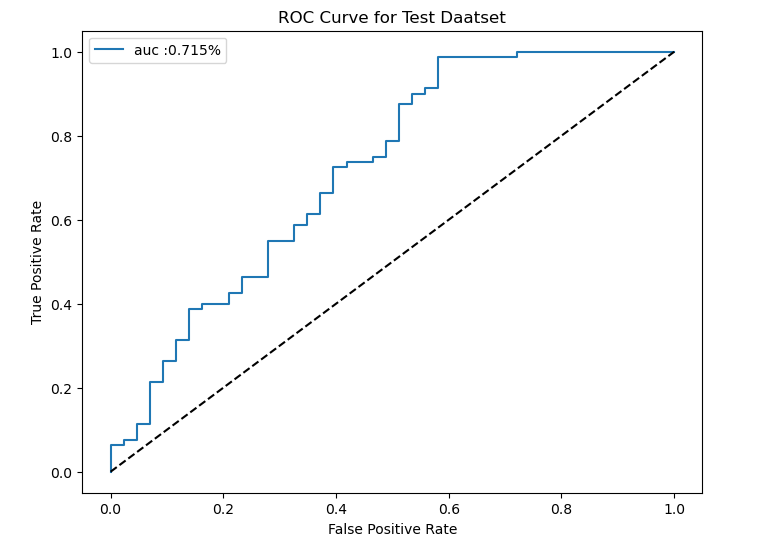 ROC Curve for Test Daatset
auc :0.715%
True Positive Rate
1.0
0.8
0.6
0.4
0.2
0.0
0.0 0.2 0.4 0.6 0.8 1.0
False Positive Rate